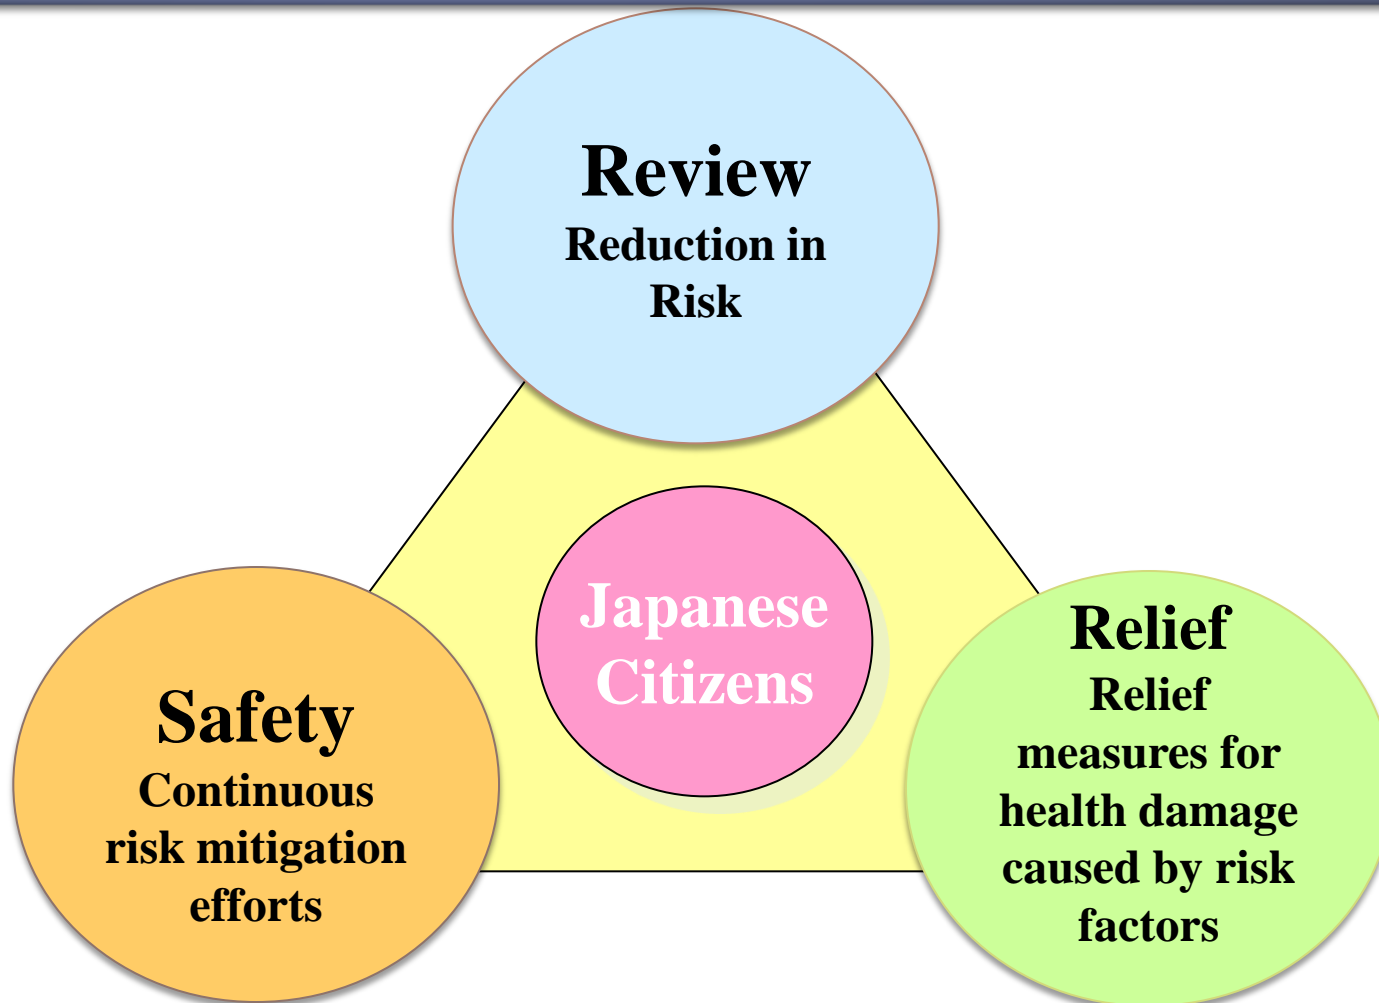 Review
Reduction in
Risk
Japanese
Citizens
Safety
Continuous
risk mitigation
efforts
Relief
Relief
measures for
health damage
caused by risk
factors